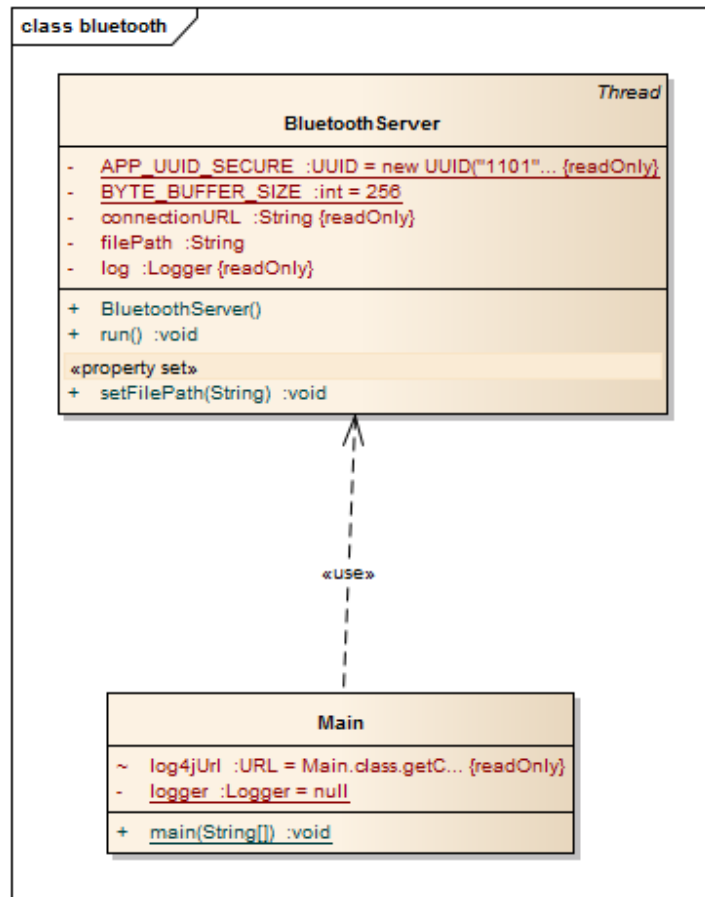 class bluetooth
Thread
BluetoothServer
- APP_UUID_SECURE :UUID = new UUID("1101"... {readOnly}
- BYTE_BUFFER_SIZE :int = 256
- connectionURL :String {readOnly}
- filePath :String
- log :Logger {readOnly}
+ BluetoothServer()
+ run() :void
«property set»
+ setFilePath(String) :void
«use»
Main
~ log4jUrl :URL = Main.class.getC... {readOnly}
- logger :Logger = null
+ main(String[]) :void